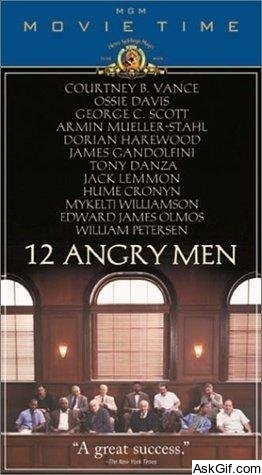 MGM
MOVIE TIME
COURTNEY B. VANCE
OSSIE DAVIS
GEORGE C. SCOTT
ARMIN MUELLER-STAHL
DORIAN HAREWOOD
JAMES GANDOLFINI
TONY DANZA
JACK LEMMON
HUME CRONYN
MYKELTI WILLIAMSON
EDWARD JAMES OLMOS
WILLIAM PETERSEN
12 ANGRY MEN
"A great success."
-The New York Times
AskGif.com